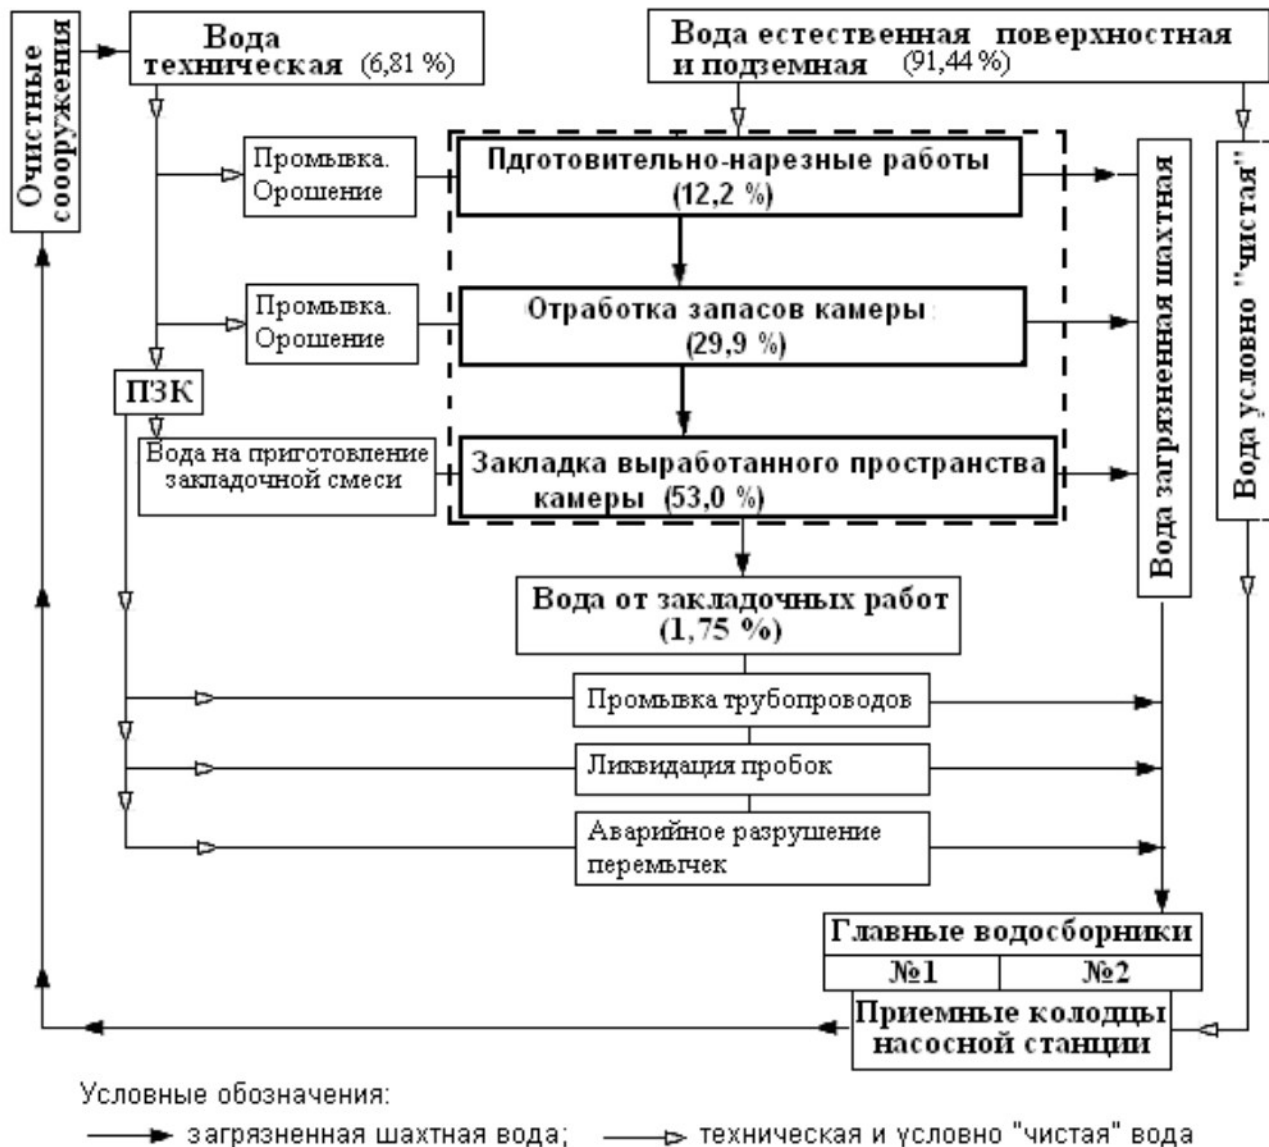 Очистные
соооружения
Вода
техническая (6,81 %)
Вода естественная поверхностная
и подземная (91,44 %)
Промывка.
Орошение
Пдготовительно-нарезные работы
(12,2 %)
Промывка.
Орошение
Отработка запасов камеры
(29,9 %)
ПЗК
Вода на приготовление
закладочной смеси
Закладка выработанного пространства
камеры (53,0 %)
Вода загрязненная шахтная
Вода условно "чистая"
Вода от закладочных работ
(1,75 %)
Промывка трубопроводов
Ликвидация пробок
Аварийное разрушение
перемычек
Главные водосборники
№1 №2
Приемные колодцы
насосной станции
Условные обозначения:
загрязненная шахтная вода; техническая и условно "чистая" вода